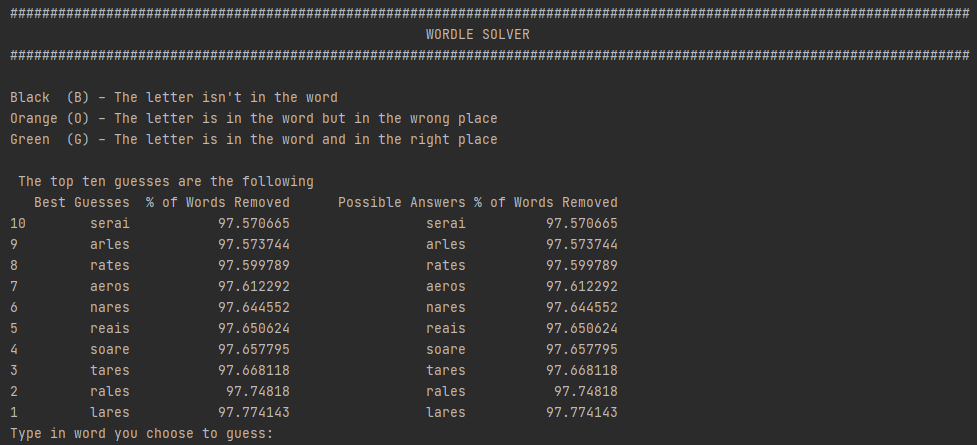 ########################################################################################################################
WORDLE SOLVER
########################################################################################################################
Black  (B) – The letter isn't in the word
Orange (O) – The letter is in the word but in the wrong place
Green  (G) – The letter is in the word and in the right place
The top ten guesses are the following
Best Guesses  % of Words Removed      Possible Answers % of Words Removed
10        serai           97.570665                 serai          97.570665
9         arles           97.573744                 arles          97.573744
8         rates           97.599789                 rates          97.599789
7         aeros           97.612292                 aeros          97.612292
6         nares           97.644552                 nares          97.644552
5         reais           97.650624                 reais          97.650624
4         soare           97.657795                 soare          97.657795
3         tares           97.668118                 tares          97.668118
2         rales            97.74818                 rales           97.74818
1         lares           97.774143                 lares          97.774143
Type in word you choose to guess: